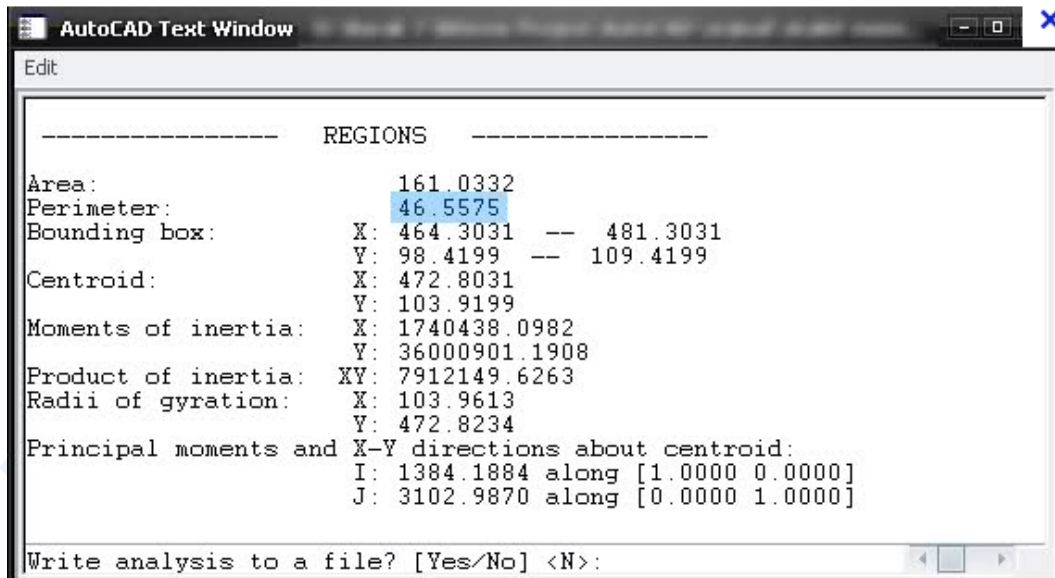 AutoCAD Text Window
Edit
---------------- REGIONS ----------------
Area: 161.0332
Perimeter: 46.5575
Bounding box: X: 464.3031 -- 481.3031
Y: 98.4199 -- 109.4199
Centroid: X: 472.8031
Y: 103.9199
Moments of inertia: X: 1740438.0982
Y: 36000901.1908
Product of inertia: XY: 7912149.6263
Radii of gyration: X: 103.9613
Y: 472.8234
Principal moments and X-Y directions about centroid:
I: 1384.1884 along [1.0000 0.0000]
J: 3102.9870 along [0.0000 1.0000]
Write analysis to a file? [Yes/No] <N>: